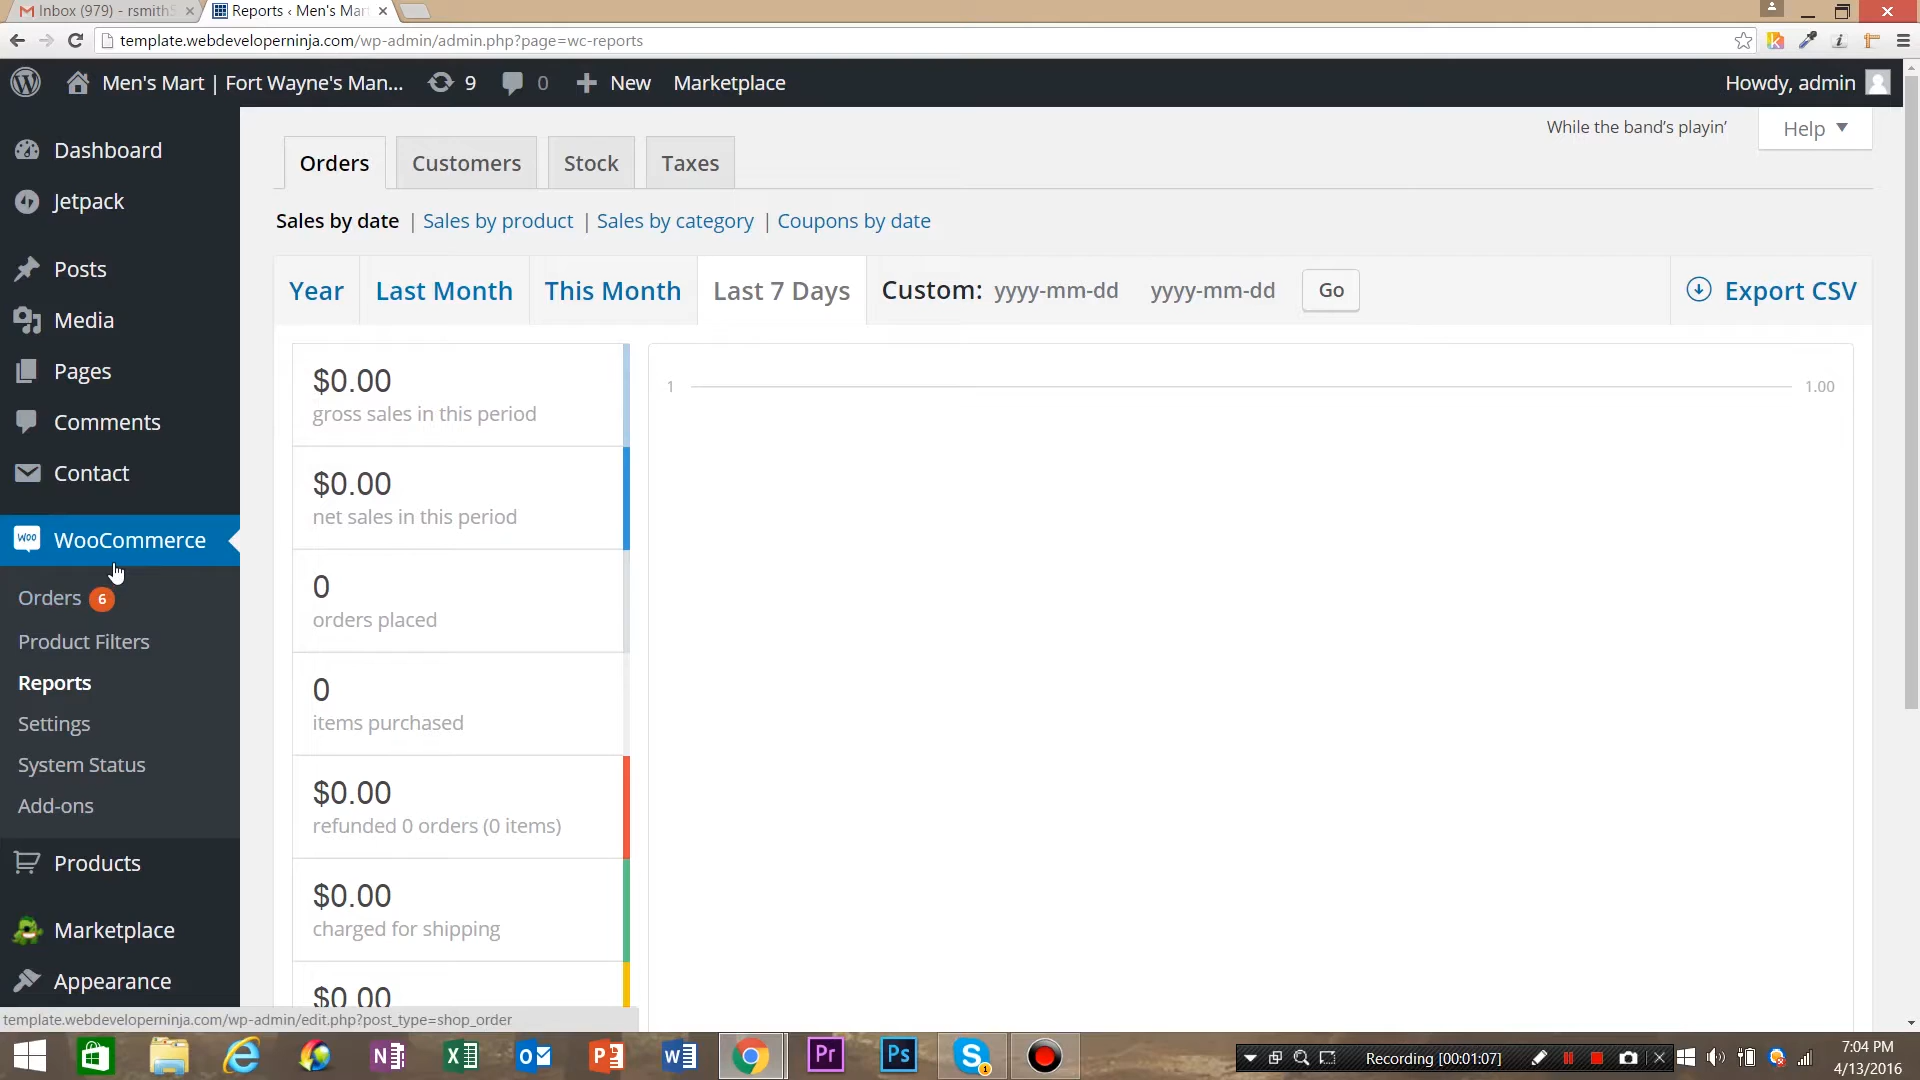 Inbox (979) - rsmithS
Reports ‹ Men's Mar
template.webdeveloperninja.com/wp-admin/admin.php?page=wc-reports
Men's Mart | Fort Wayne's Man... 9 0 New Marketplace
Howdy, admin
While the band's playin'
Help
Dashboard
Jetpack
Posts
Media
Pages
Comments
Contact
WooCommerce
Orders 6
Product Filters
Reports
Settings
System Status
Add-ons
Products
Marketplace
Appearance
Orders Customers Stock Taxes
Sales by date | Sales by product | Sales by category | Coupons by date
Year Last Month This Month Last 7 Days Custom: yyyy-mm-dd yyyy-mm-dd Go
Export CSV
$0.00
gross sales in this period
$0.00
net sales in this period
0
orders placed
0
items purchased
$0.00
refunded 0 orders (0 items)
$0.00
charged for shipping
$0.00
1 1.00
template.webdeveloperninja.com/wp-admin/edit.php?post_type=shop_order
Recording [00:01:07]
7:04 PM
4/13/2016